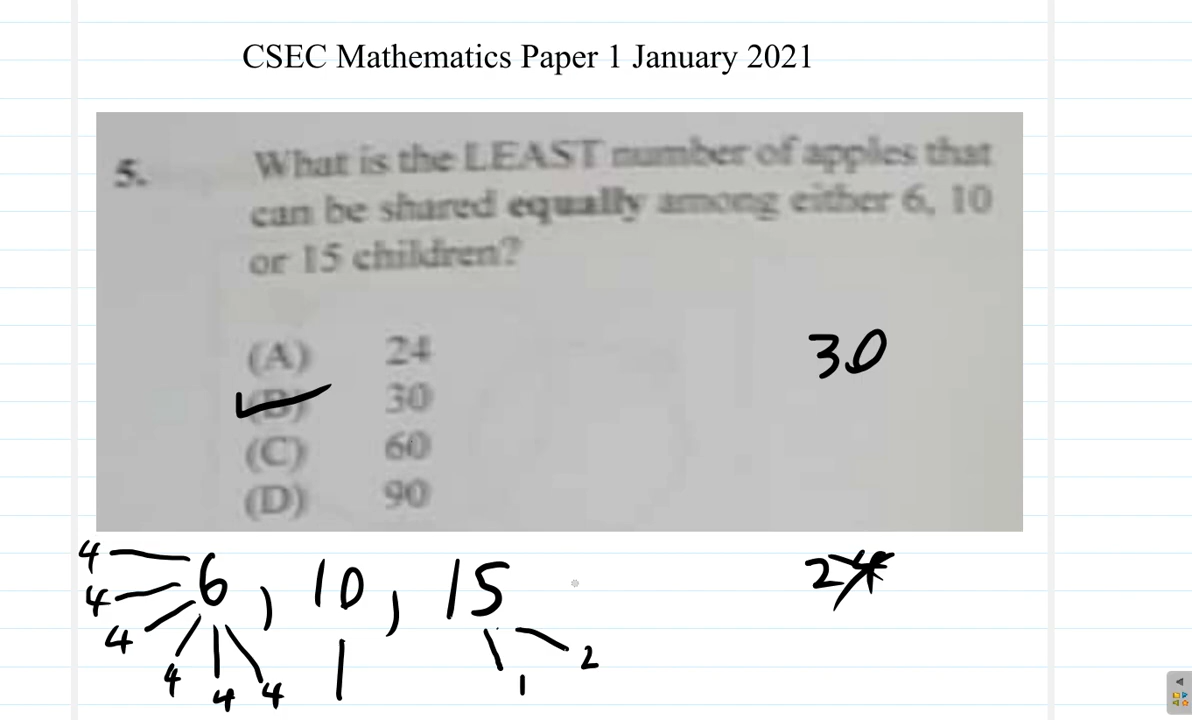 CSEC Mathematics Paper 1 January 2021
5. What is the LEAST number of apples that
can be shared equally among either 6, 10
or 15 children?
(A) 24
(B) 30
(C) 60
(D) 90
30
6, 10, 15
24
4
4
4
4
4
4
1
2